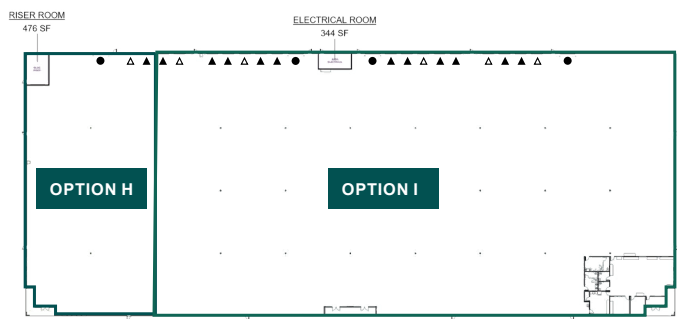 RISER ROOM
476 SF
ELECTRICAL ROOM
344 SF
OPTION H
OPTION I